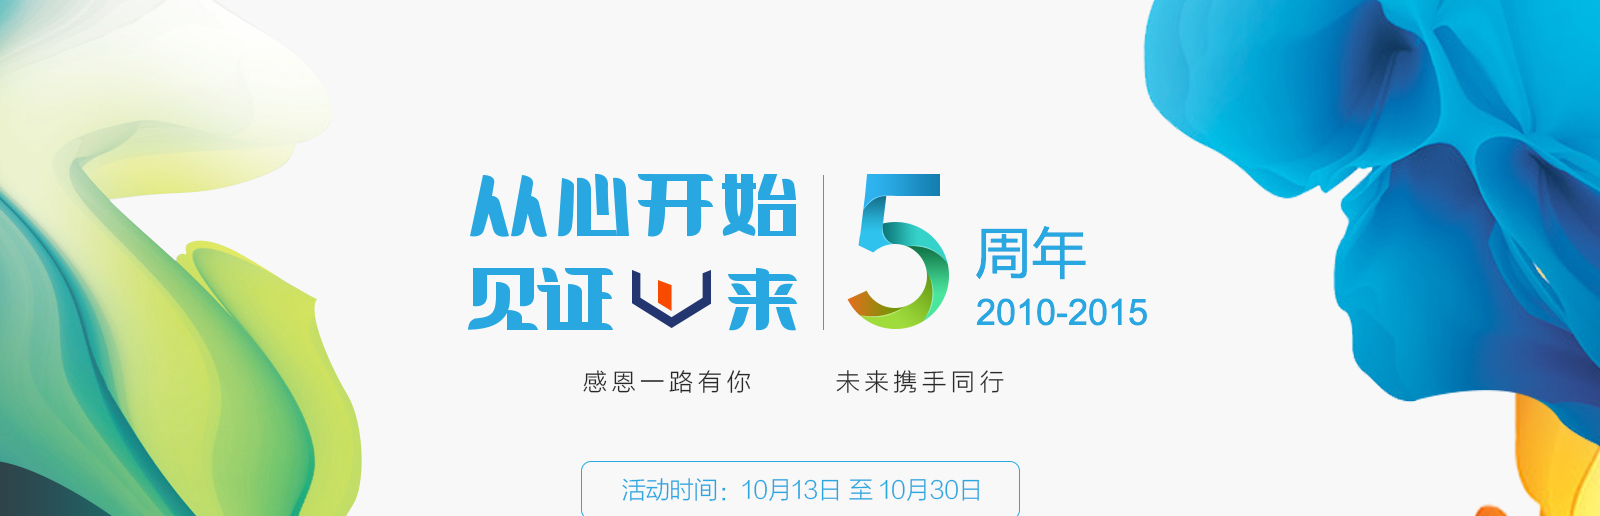 从心开始
见证 来
5周年
2010-2015
感恩一路有你 未来携手同行
活动时间：10月13日 至 10月30日